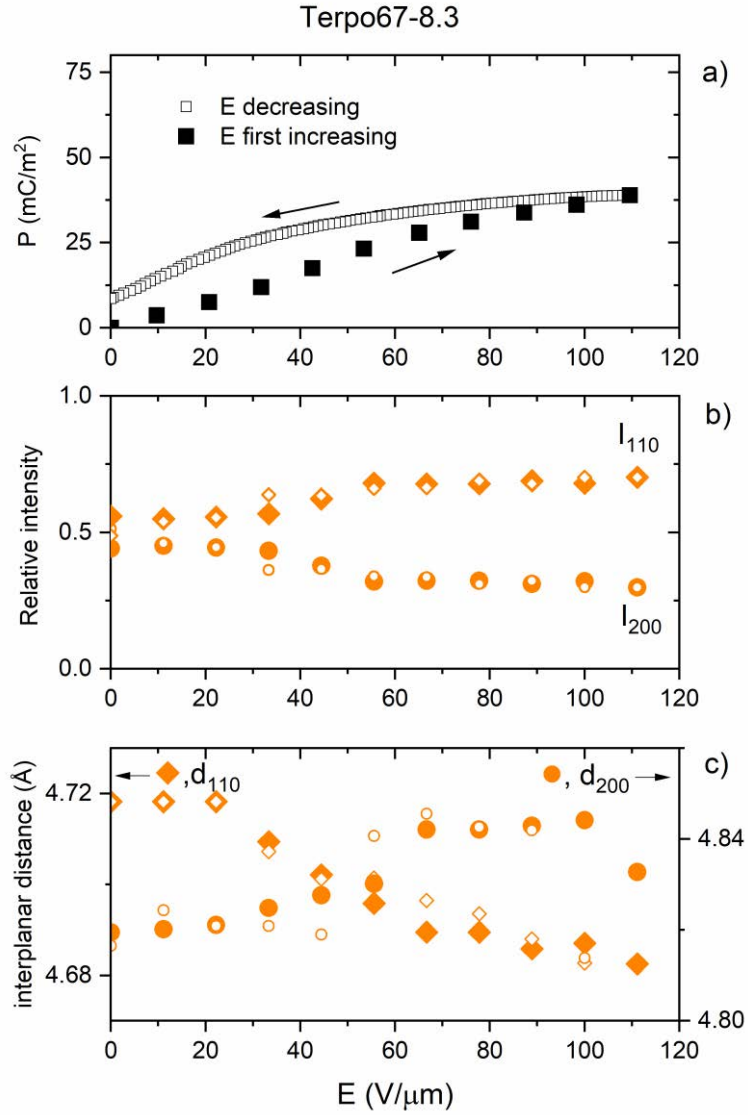 Terpo67-8.3
a)
75
50
25
0
P (mC/m²)
E decreasing
E first increasing
0 20 40 60 80 100 120
b)
1.0
0.5
0.0
Relative intensity
I₁₁₀
I₂₀₀
0 20 40 60 80 100 120
c)
, d₁₁₀
, d₂₀₀
4.72
4.68
interplanar distance (Å)
4.84
4.80
0 20 40 60 80 100 120
E (V/μm)